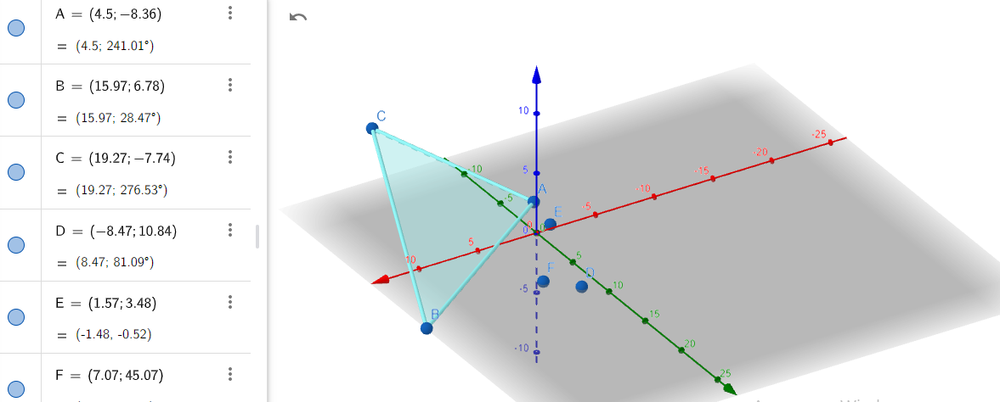 A = (4.5; −8.36)
= (4.5; 241.01°)
B = (15.97; 6.78)
= (15.97; 28.47°)
C = (19.27; −7.74)
= (19.27; 276.53°)
D = (−8.47; 10.84)
= (8.47; 81.09°)
E = (1.57; 3.48)
= (-1.48, -0.52)
F = (7.07; 45.07)
C
A
E
F
D
B
10
5
0
-5
-10
10
5
0
-5
-10
-15
-20
-25
-10
-5
0
5
10
15
20
25